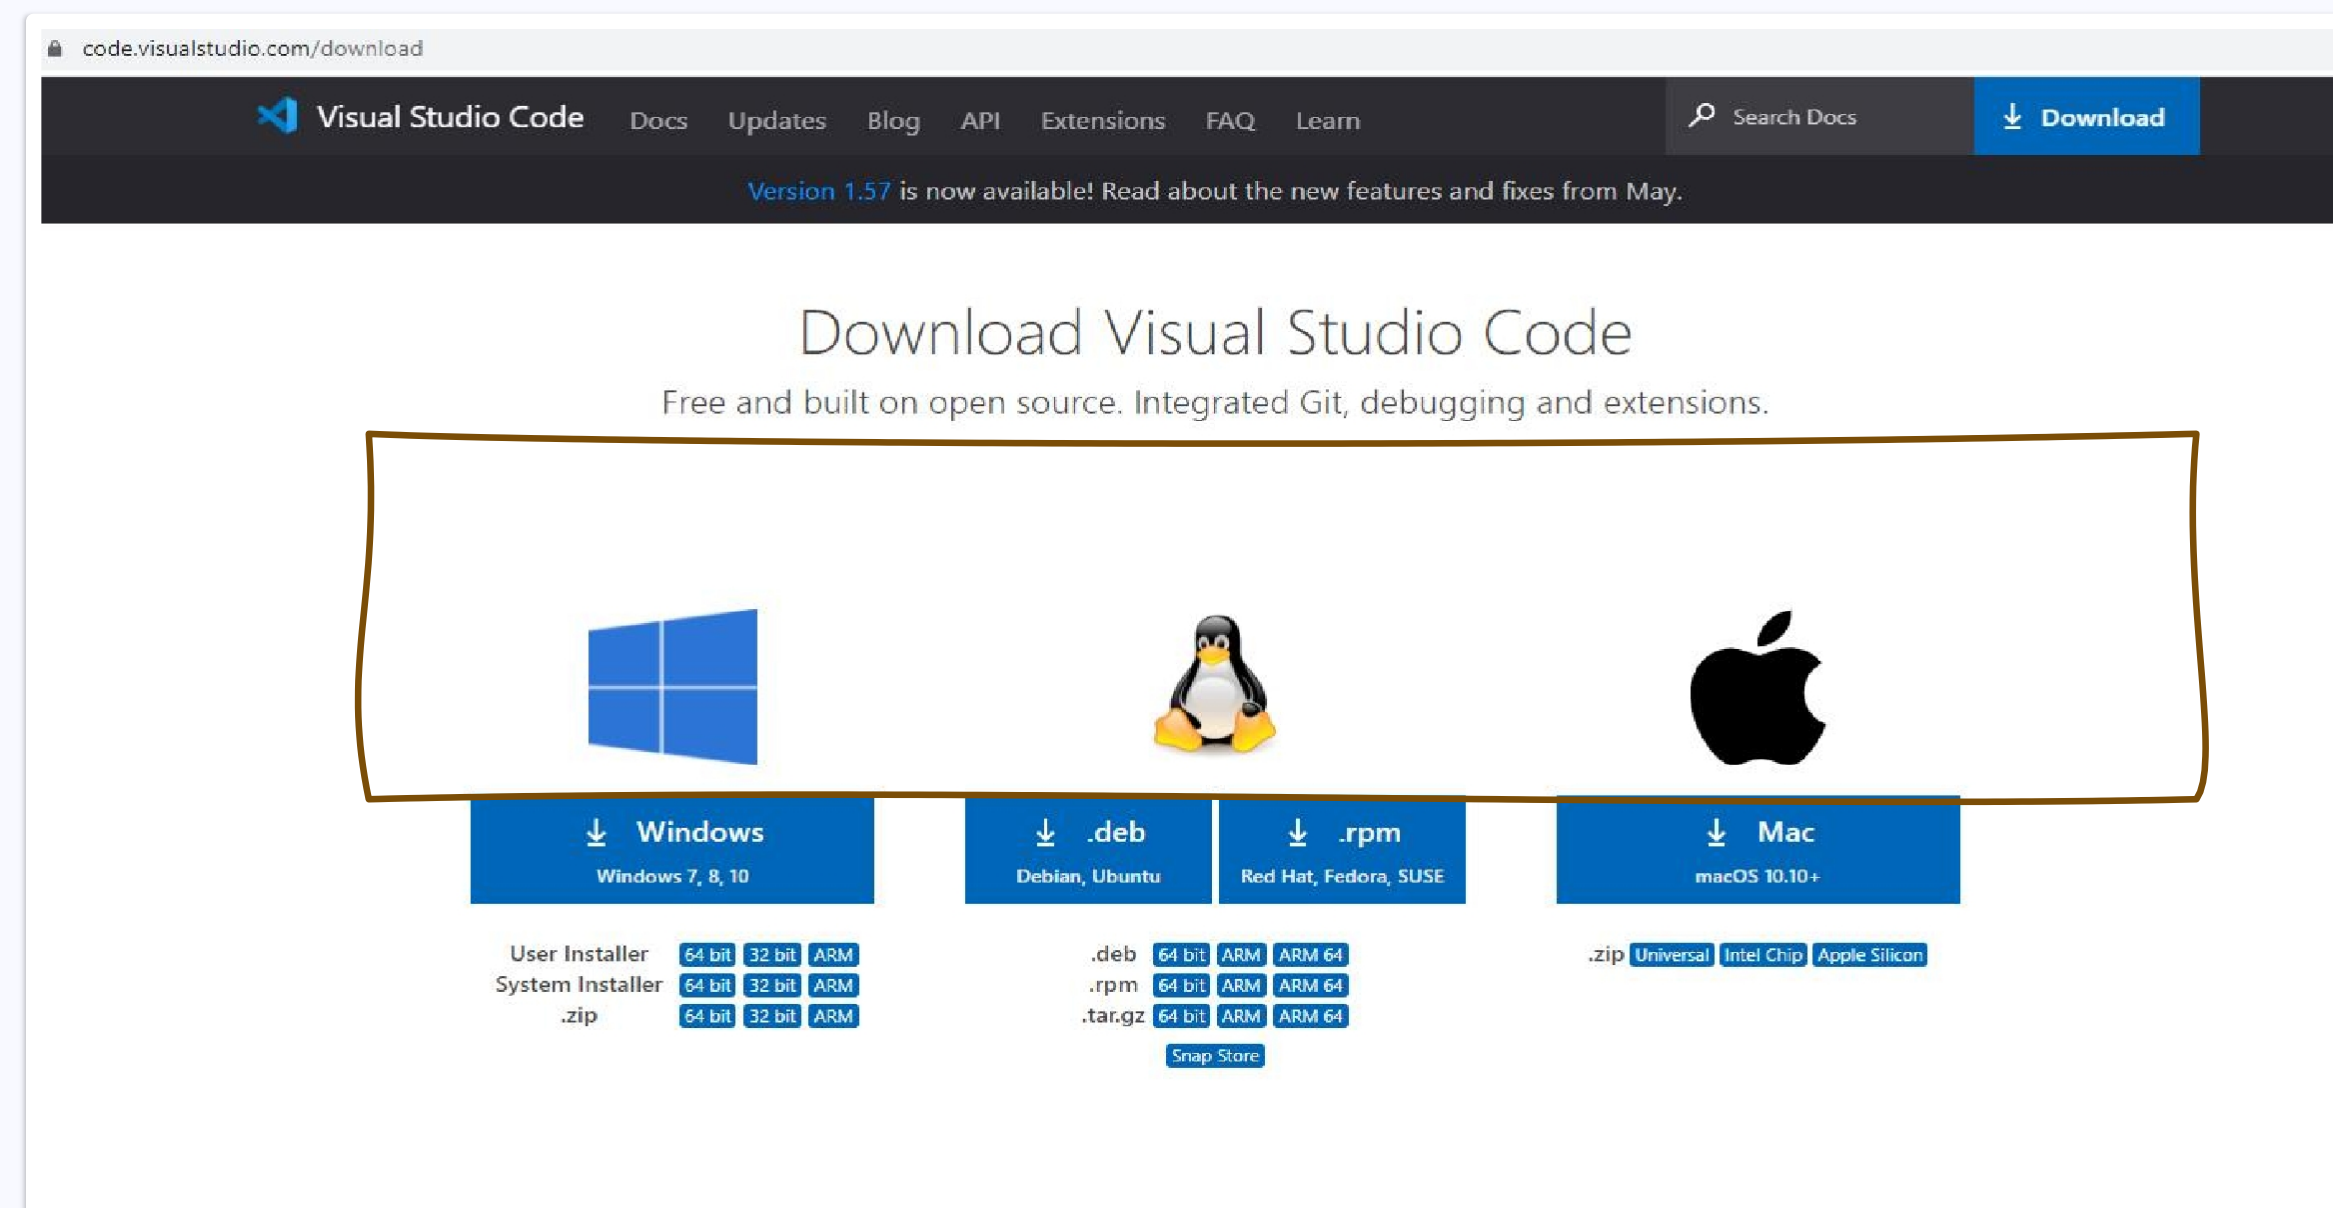 code.visualstudio.com/download
Visual Studio Code Docs Updates Blog API Extensions FAQ Learn Search Docs Download
Version 1.57 is now available! Read about the new features and fixes from May.
Download Visual Studio Code
Free and built on open source. Integrated Git, debugging and extensions.
Windows
Windows 7, 8, 10
User Installer 64 bit 32 bit ARM
System Installer 64 bit 32 bit ARM
.zip 64 bit 32 bit ARM
.deb
Debian, Ubuntu
.rpm
Red Hat, Fedora, SUSE
.deb 64 bit ARM ARM 64
.rpm 64 bit ARM ARM 64
.tar.gz 64 bit ARM ARM 64
Snap Store
Mac
macOS 10.10+
.zip Universal Intel Chip Apple Silicon